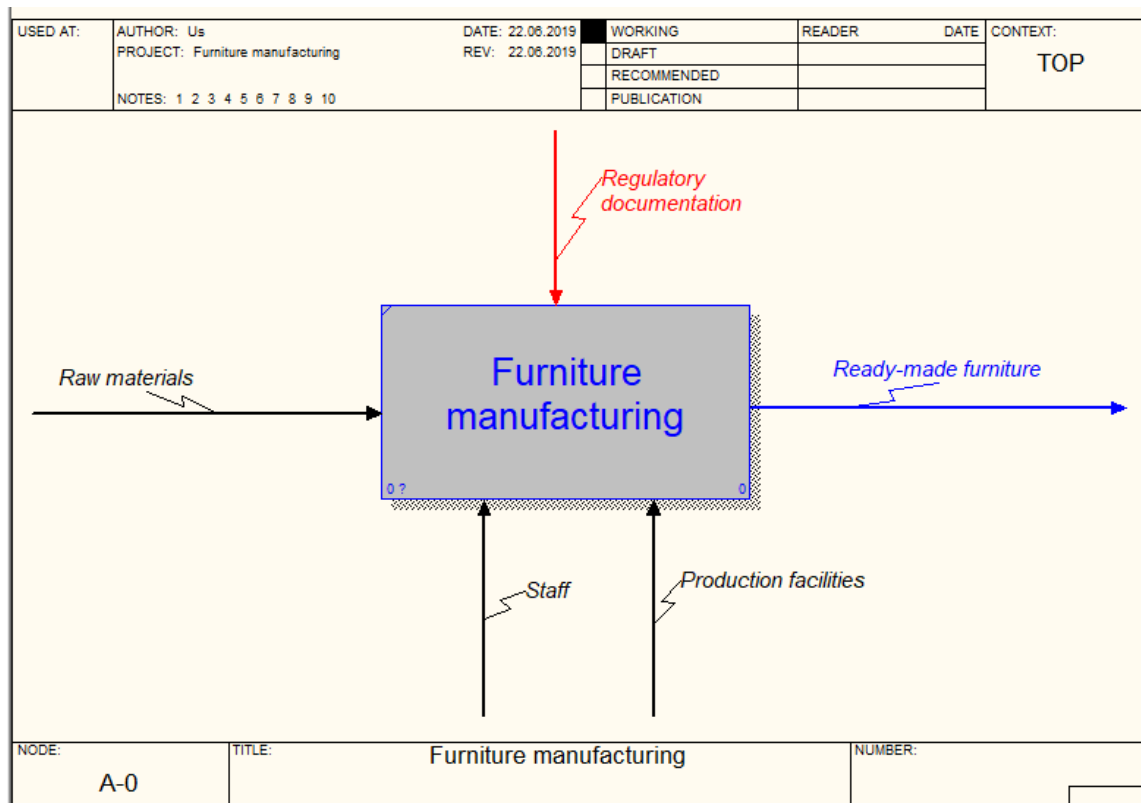 USED AT:
AUTHOR: Us
DATE: 22.06.2019
WORKING
READER
DATE
CONTEXT:
PROJECT: Furniture manufacturing
REV: 22.06.2019
DRAFT
TOP
RECOMMENDED
NOTES: 1 2 3 4 5 6 7 8 9 10
PUBLICATION
Regulatory
documentation
Raw materials
Furniture
manufacturing
Ready-made furniture
0 ?
0
Staff
Production facilities
NODE:
TITLE:
Furniture manufacturing
NUMBER:
A-0